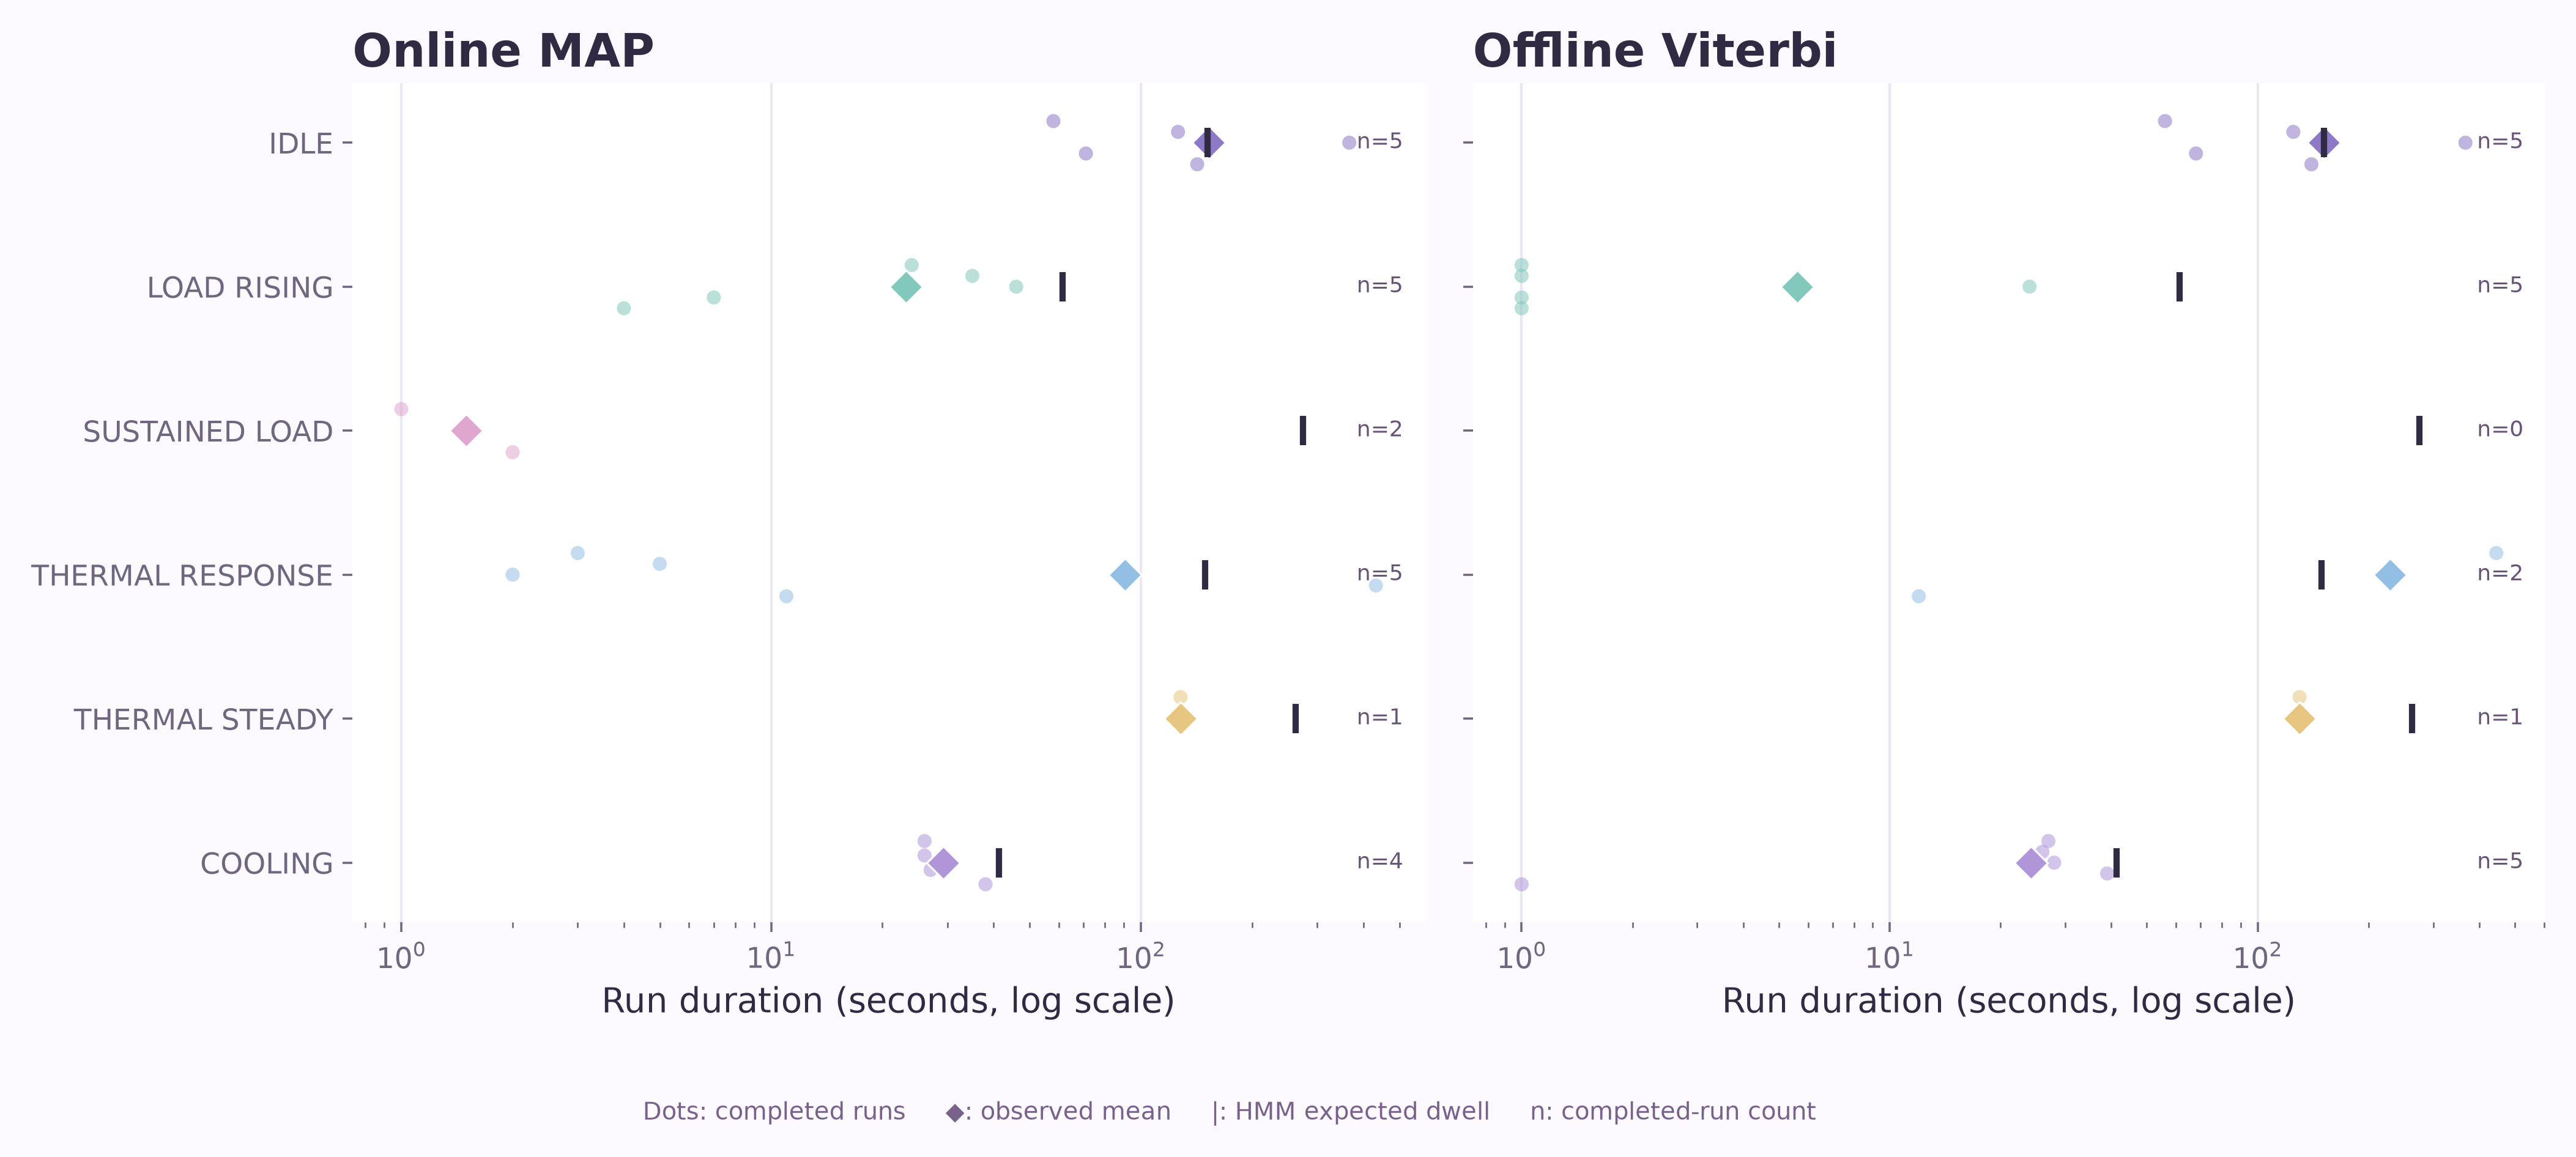 Online MAP
Offline Viterbi
IDLE
n=5
n=5
LOAD RISING
n=5
n=5
SUSTAINED LOAD
n=2
n=0
THERMAL RESPONSE
n=5
n=2
THERMAL STEADY
n=1
n=1
COOLING
n=4
n=5
10⁰ 10¹ 10²
10⁰ 10¹ 10²
Run duration (seconds, log scale)
Run duration (seconds, log scale)
Dots: completed runs ◆: observed mean |: HMM expected dwell n: completed-run count